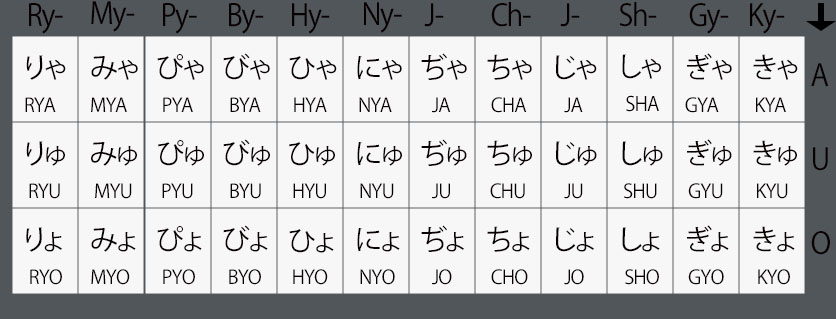 Ry- My- Py- By- Hy- Ny- J- Ch- J- Sh- Gy- Ky-
りゃ みゃ ぴゃ びゃ ひゃ にゃ ぢゃ ちゃ じゃ しゃ ぎゃ きゃ A
RYA MYA PYA BYA HYA NYA JA CHA JA SHA GYA KYA
りゅ みゅ ぴゅ びゅ ひゅ にゅ ぢゅ ちゅ じゅ しゅ ぎゅ きゅ U
RYU MYU PYU BYU HYU NYU JU CHU JU SHU GYU KYU
りょ みょ ぴょ びょ ひょ にょ ぢょ ちょ じょ しょ ぎょ きょ O
RYO MYO PYO BYO HYO NYO JO CHO JO SHO GYO KYO